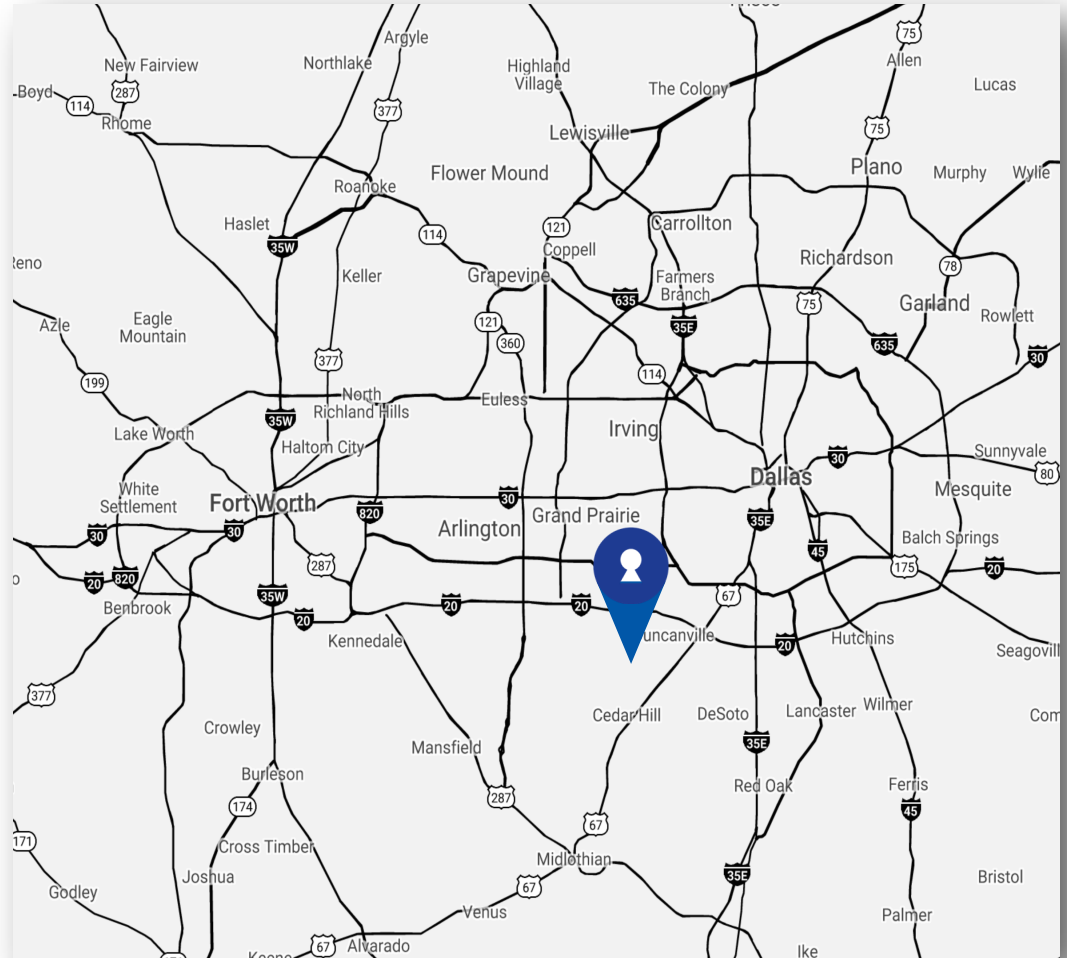 Argyle
75
New Fairview
Northlake
Highland
Village
Allen
Boyd
287
The Colony
Lucas
114
377
Rhome
75
Lewisville
Flower Mound
Plano
Murphy
Wylie
Roanoke
Haslet
114
121
Carrollton
35W
Coppell
Richardson
Keller
Grapevine
Farmers
Branch
78
635
75
Garland
Azle
Eagle
Mountain
121
35E
Rowlett
360
635
30
377
114
199
North
Richland Hills
Euless
35W
Irving
Lake Worth
Haltom City
Sunnyvale
30
80
Dallas
White
Settlement
Fort Worth
30
Mesquite
820
Grand Prairie
35E
30
30
Arlington
Balch Springs
45
287
175
20
20
820
35W
67
Benbrook
20
20
20
Kennedale
uncanville
20
Hutchins
Seagovill
377
Cedar Hill
DeSoto
Lancaster
Wilmer
Com
Crowley
Mansfield
35E
Burleson
Red Oak
Ferris
287
174
45
67
171
Cross Timber
Midlothian
35E
Joshua
Bristol
Godley
67
Venus
Palmer
67
Alvarado
Ike